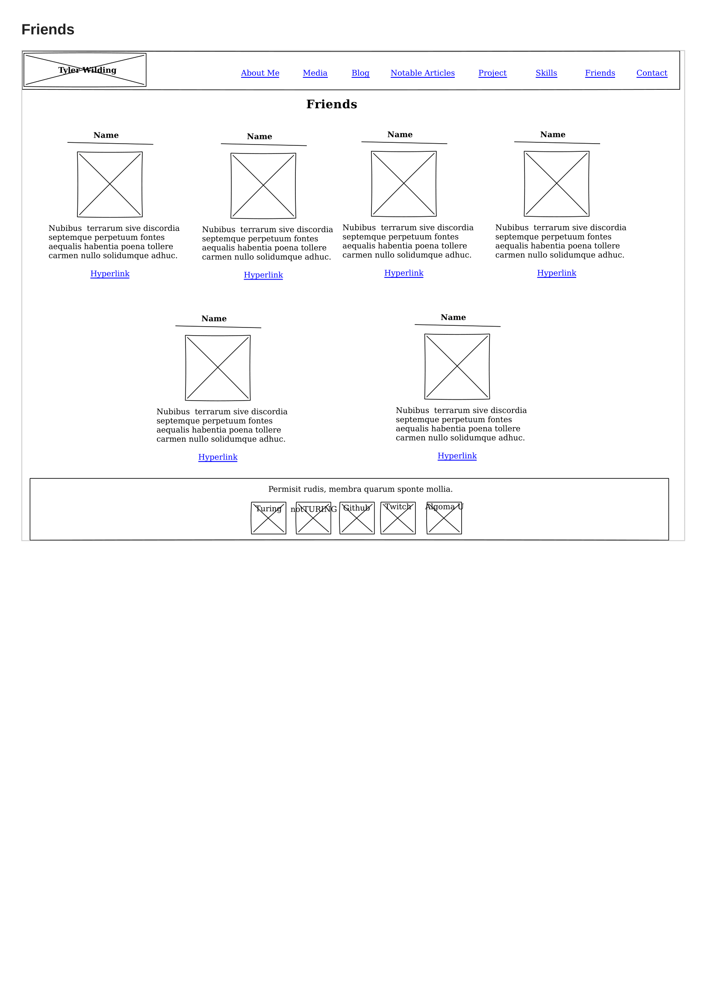 Friends
Tyler Wilding
About Me Media Blog Notable Articles Project Skills Friends Contact
Friends
Name
Nubibus  terrarum sive discordia
septemque perpetuum fontes
aequalis habentia poena tollere
carmen nullo solidumque adhuc.
Hyperlink
Name
Nubibus  terrarum sive discordia
septemque perpetuum fontes
aequalis habentia poena tollere
carmen nullo solidumque adhuc.
Hyperlink
Name
Nubibus  terrarum sive discordia
septemque perpetuum fontes
aequalis habentia poena tollere
carmen nullo solidumque adhuc.
Hyperlink
Name
Nubibus  terrarum sive discordia
septemque perpetuum fontes
aequalis habentia poena tollere
carmen nullo solidumque adhuc.
Hyperlink
Name
Nubibus  terrarum sive discordia
septemque perpetuum fontes
aequalis habentia poena tollere
carmen nullo solidumque adhuc.
Hyperlink
Name
Nubibus  terrarum sive discordia
septemque perpetuum fontes
aequalis habentia poena tollere
carmen nullo solidumque adhuc.
Hyperlink
Permisit rudis, membra quarum sponte mollia.
Turing notTURING Github Twitch Algoma U